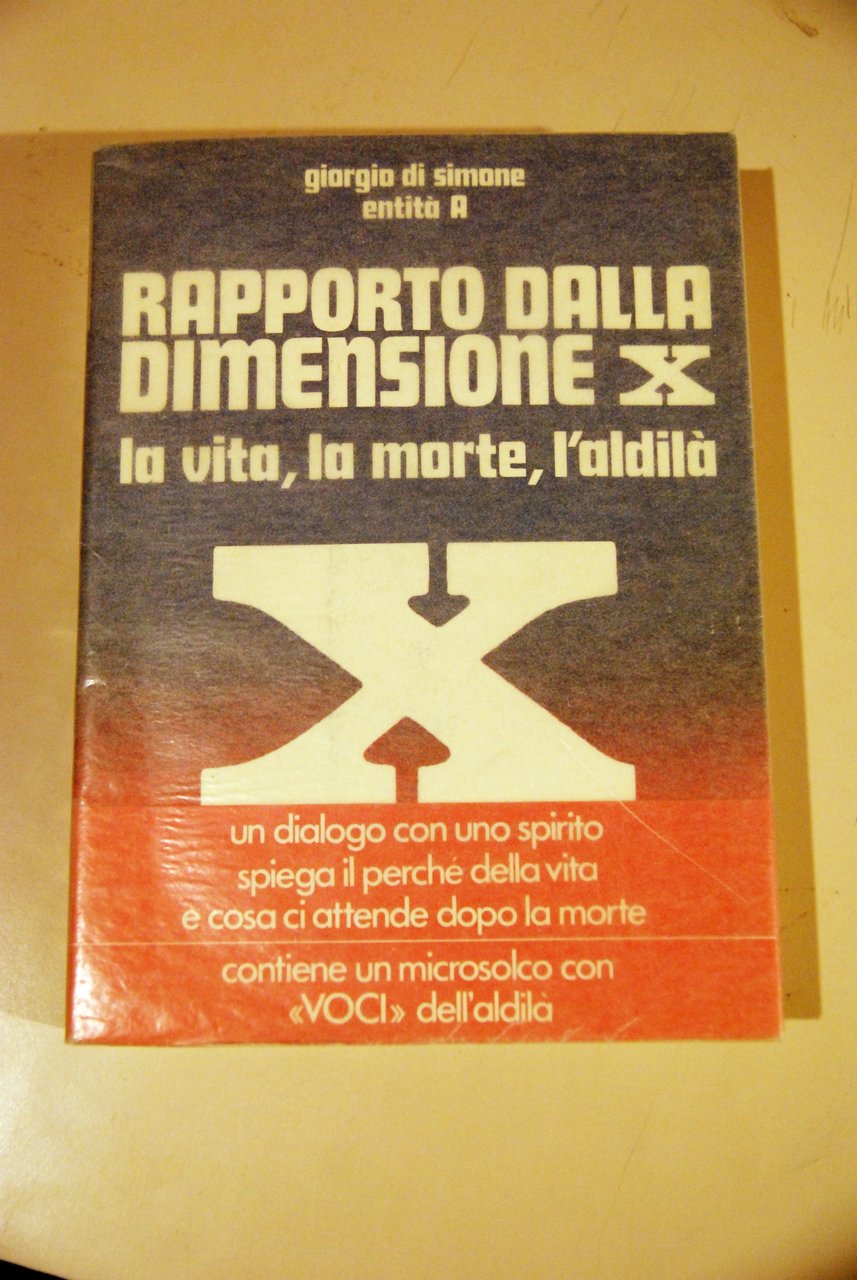 giorgio di simone
entità A
RAPPORTO DALLA
DIMENSIONE X
la vita, la morte, l'aldilà
X
un dialogo con uno spirito
spiega il perché della vita
è cosa ci attende dopo la morte
contiene un microsolco con
«VOCI» dell'aldilà